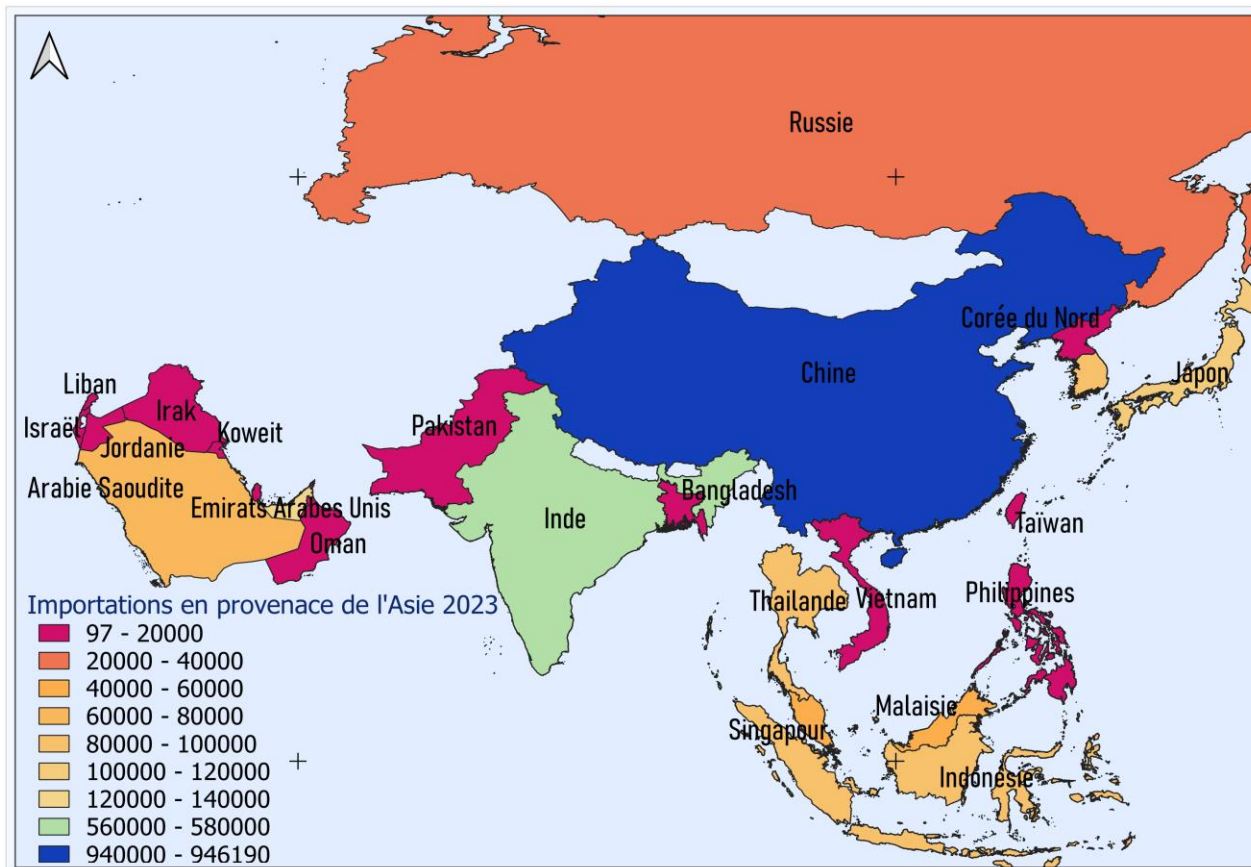 Russie
Corée du Nord
Chine
Japon
Liban
Irak
Israël
Koweit
Jordanie
Pakistan
Arabie Saoudite
Emirats Arabes Unis
Bangladesh
Inde
Taïwan
Oman
Thailande
Vietnam
Philippines
Malaisie
Singapour
Indonésie
Importations en provenace de l'Asie 2023
97 - 20000
20000 - 40000
40000 - 60000
60000 - 80000
80000 - 100000
100000 - 120000
120000 - 140000
560000 - 580000
940000 - 946190